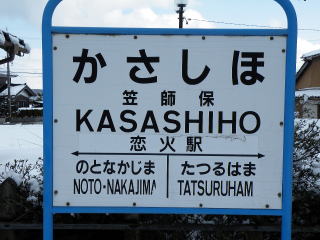 かさしほ
笠師保
KASASHIHO
恋火駅
のとなかじま たつるはま
NOTO-NAKAJIMA TATSURUHAM